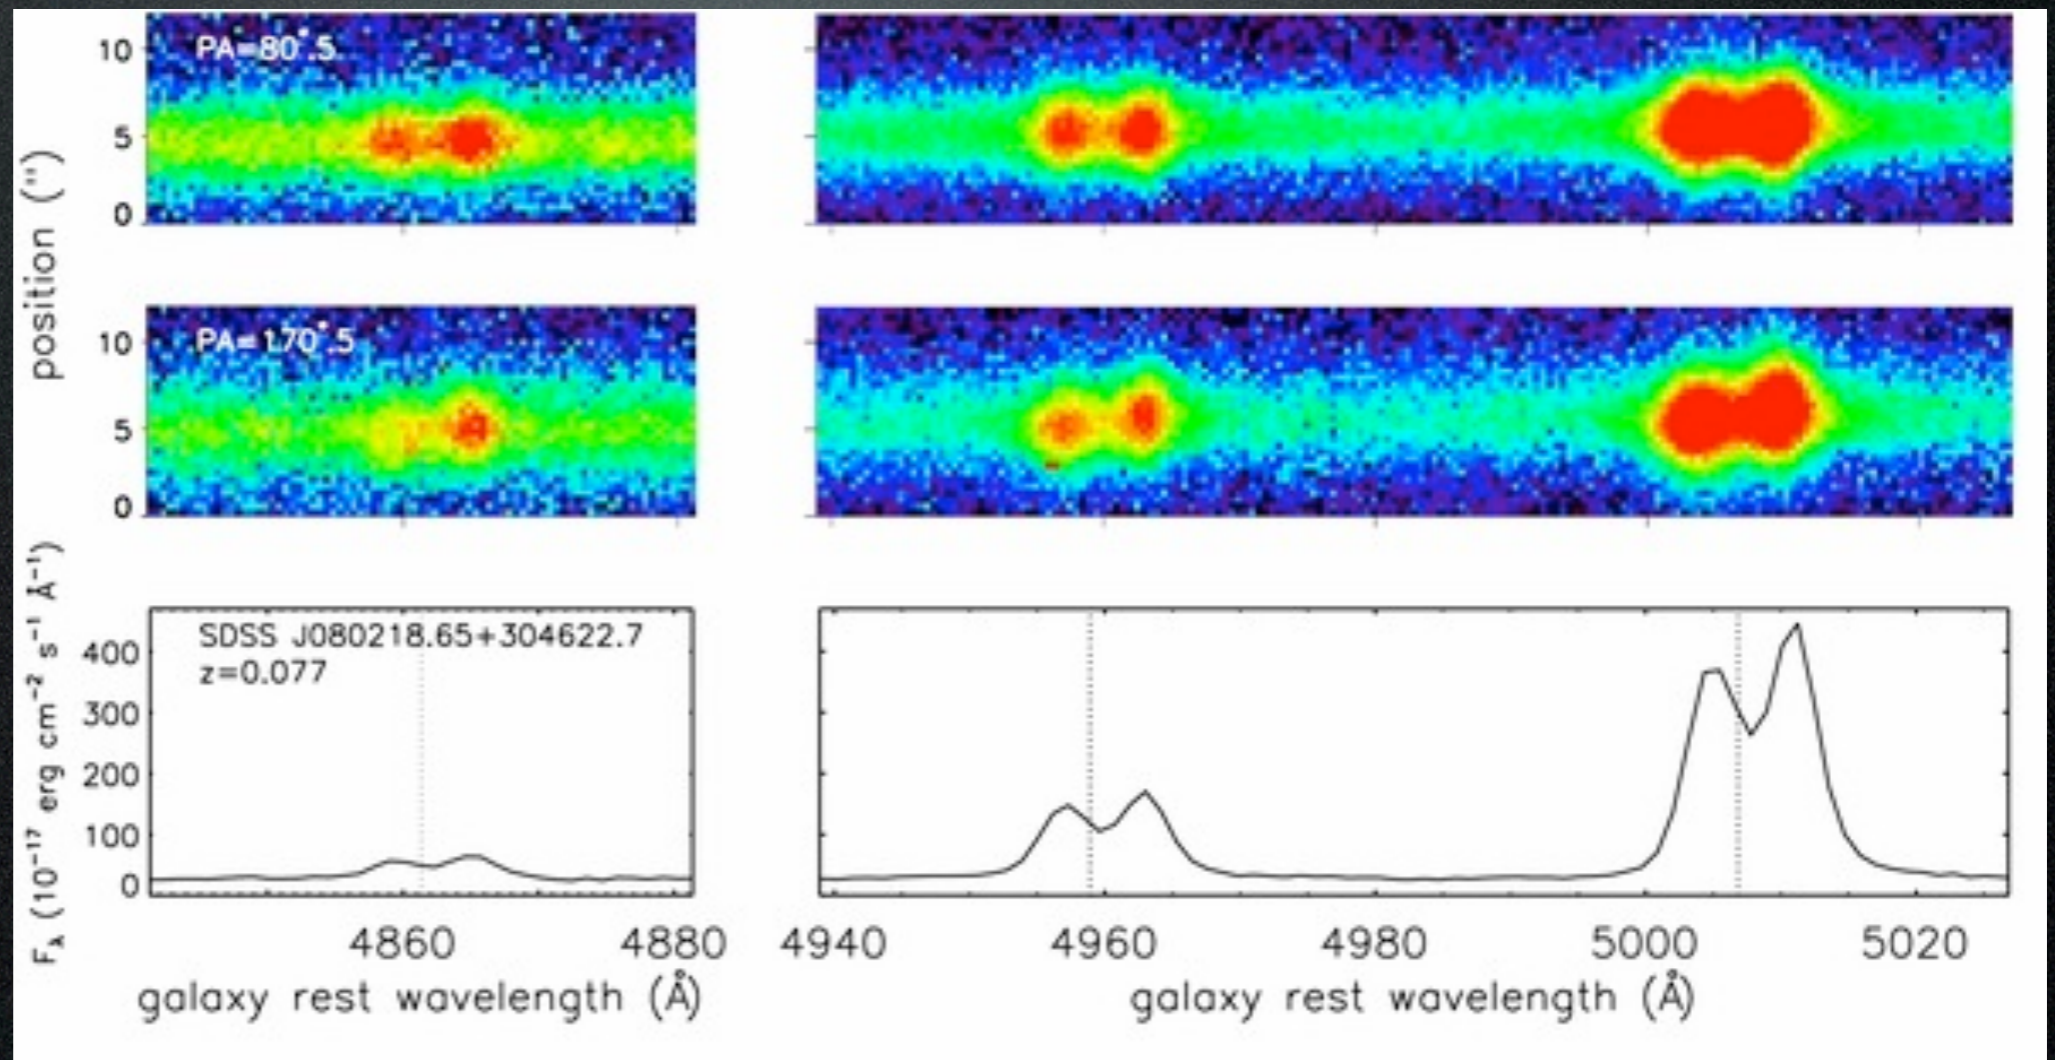 PA=80°.5
10
5
0
position (")
PA=170°.5
10
5
0
F_λ (10⁻¹⁷ erg cm⁻² s⁻¹ Å⁻¹)
SDSS J080218.65+304622.7
z=0.077
400
300
200
100
0
4860 4880 4940 4960 4980 5000 5020
galaxy rest wavelength (Å) galaxy rest wavelength (Å)